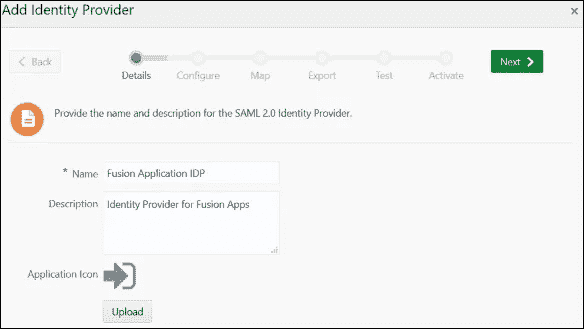 Add Identity Provider
Back
Details
Configure
Map
Export
Test
Activate
Next
Provide the name and description for the SAML 2.0 Identity Provider.
* Name
Fusion Application IDP
Description
Identity Provider for Fusion Apps
Application Icon
Upload